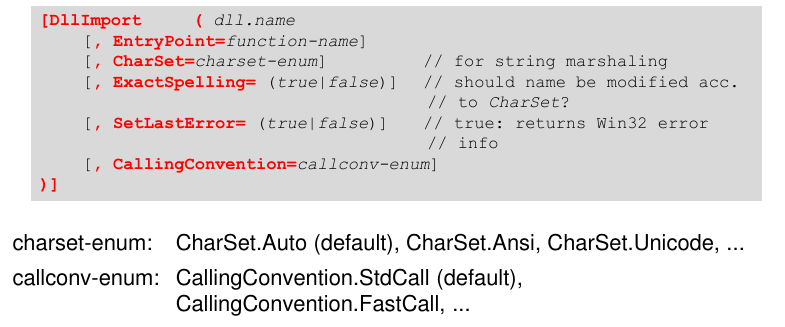 [DllImport ( dll.name
[, EntryPoint=function-name]
[, CharSet=charset-enum] // for string marshaling
[, ExactSpelling= (true|false)] // should name be modified acc.
// to CharSet?
[, SetLastError= (true|false)] // true: returns Win32 error
// info
[, CallingConvention=callconv-enum]
)]
charset-enum: CharSet.Auto (default), CharSet.Ansi, CharSet.Unicode, ...
callconv-enum: CallingConvention.StdCall (default),
CallingConvention.FastCall, ...